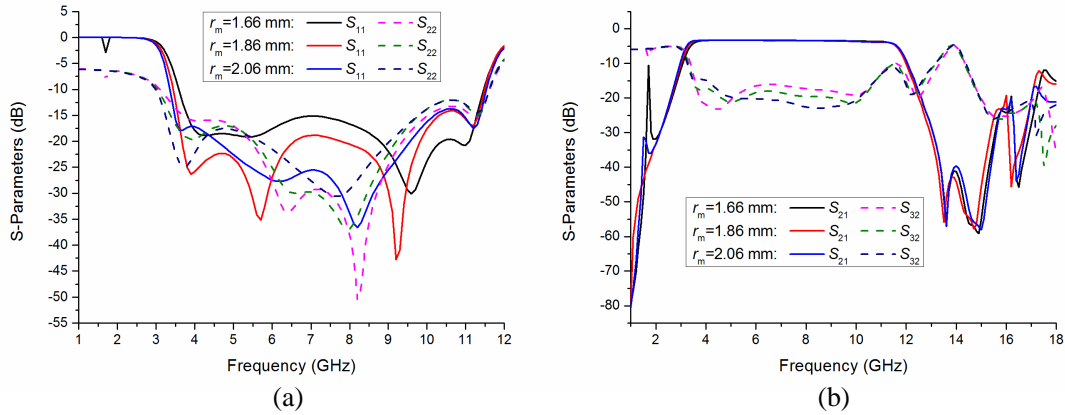 r_m=1.66 mm: S_11 S_22
r_m=1.86 mm: S_11 S_22
r_m=2.06 mm: S_11 S_22
5
0
-5
-10
-15
-20
-25
-30
-35
-40
-45
-50
-55
S-Parameters (dB)
1 2 3 4 5 6 7 8 9 10 11 12
Frequency (GHz)
(a)
0
-10
-20
-30
-40
-50
-60
-70
-80
S-Parameters (dB)
r_m=1.66 mm: S_21 S_32
r_m=1.86 mm: S_21 S_32
r_m=2.06 mm: S_21 S_32
2 4 6 8 10 12 14 16 18
Frequency (GHz)
(b)